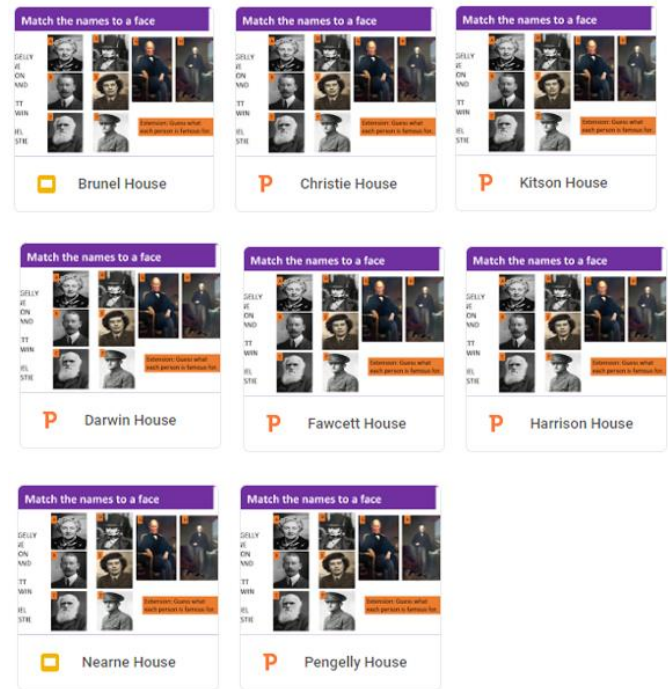 Match the names to a face
Match the names to a face
Match the names to a face
Extension: Guess what
each person is famous for.
Extension: Guess what
each person is famous for.
Extension: Guess what
each person is famous for.
Brunel House
Christie House
Kitson House
Match the names to a face
Match the names to a face
Match the names to a face
Extension: Guess what
each person is famous for.
Extension: Guess what
each person is famous for.
Extension: Guess what
each person is famous for.
Darwin House
Fawcett House
Harrison House
Match the names to a face
Match the names to a face
Extension: Guess what
each person is famous for.
Extension: Guess what
each person is famous for.
Nearne House
Pengelly House